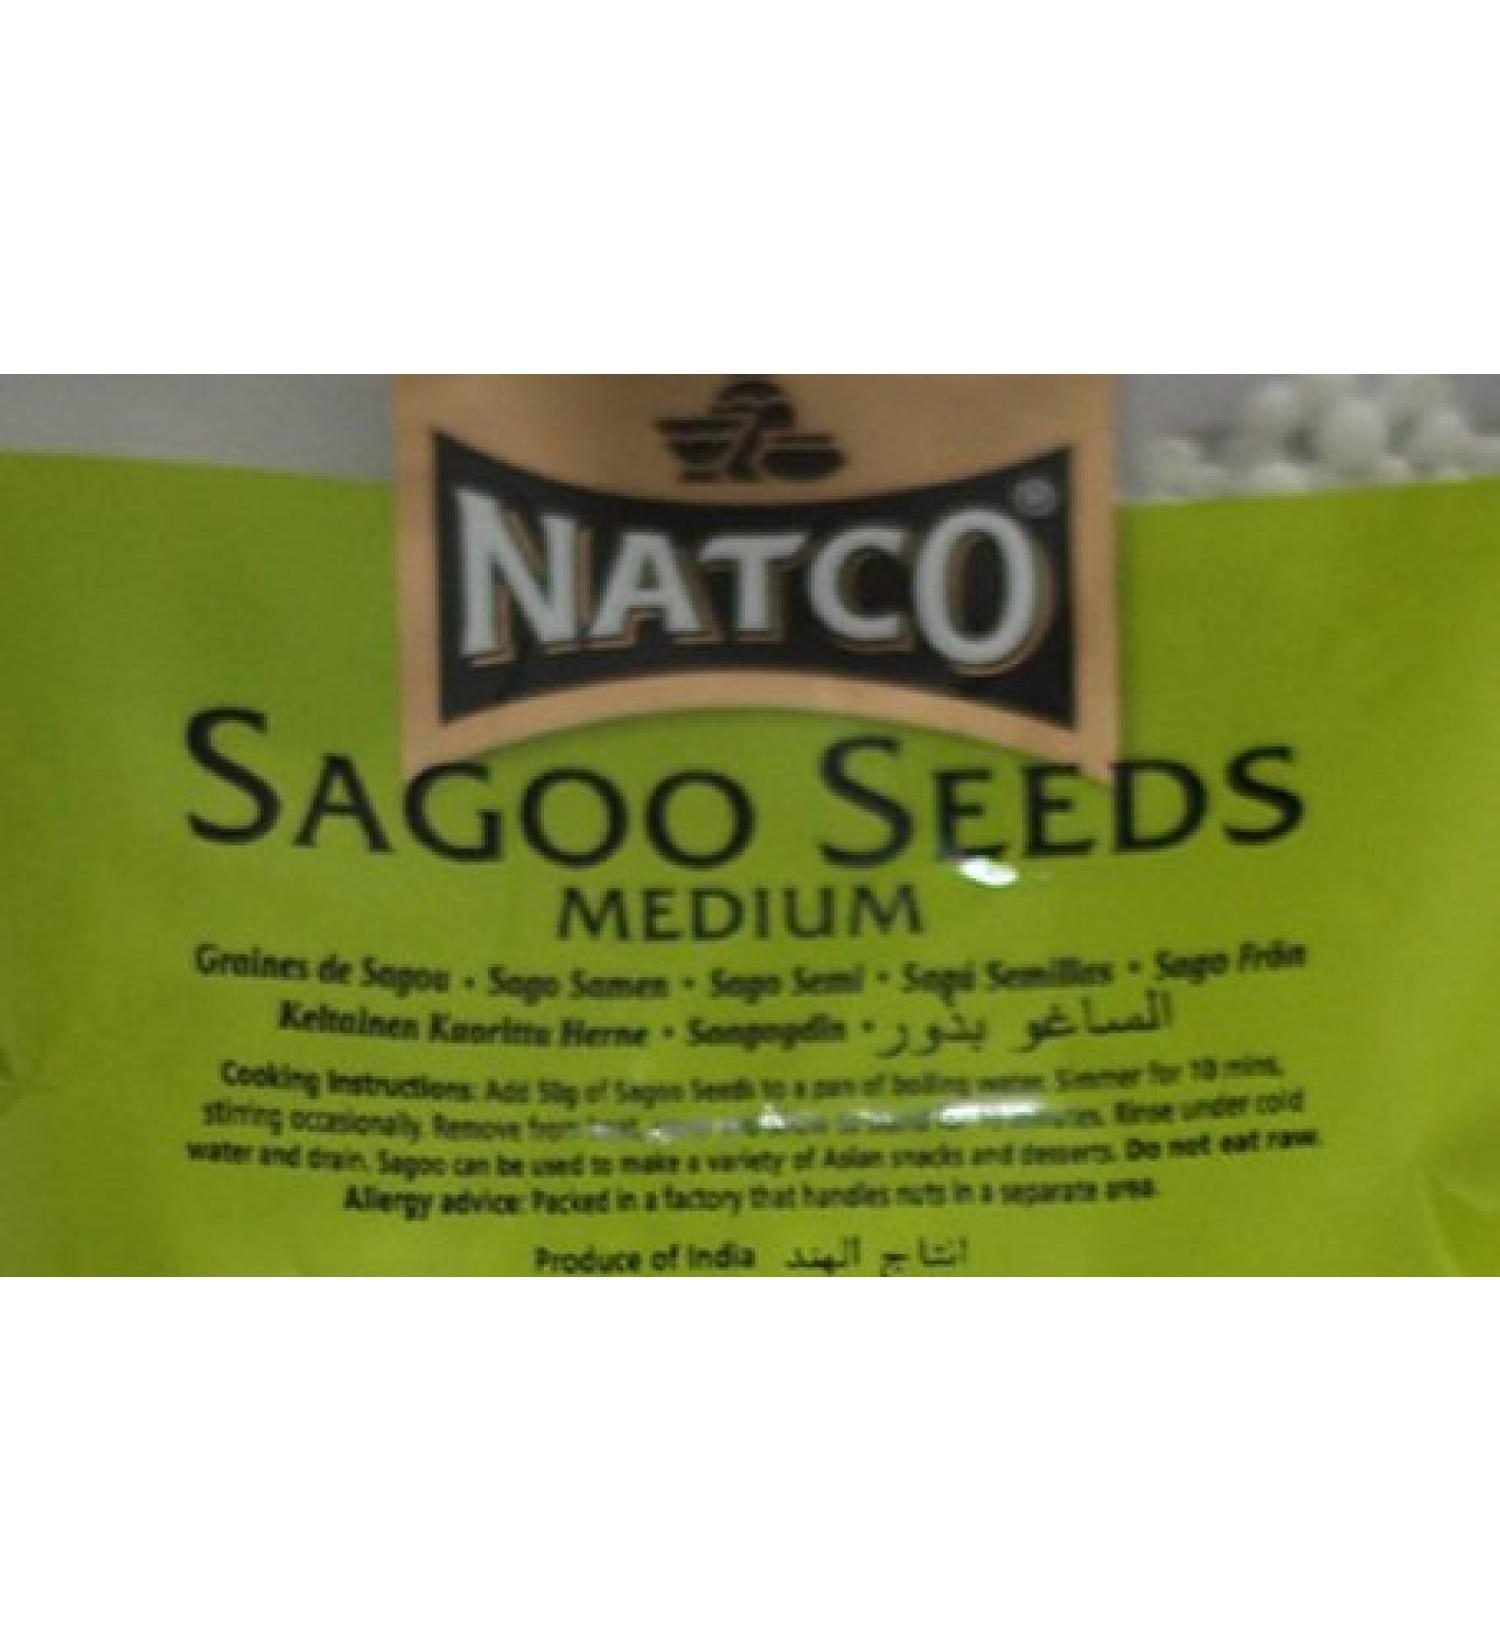 NATCO®
SAGOO SEEDS
MEDIUM
Graines de Sagou • Sago Samen • Sago Semi • Sagú Semillas • Sago Frön
Keltainen Kuorittu Herne • Saagopdin • الساغو بذور
Cooking Instructions: Add 50g of Sagoo Seeds to a pan of boiling water. Simmer for 10 mins,
stirring occasionally. Remove from heat, minutes. Rinse under cold
water and drain. Sagoo can be used to make a variety of Asian snacks and desserts. Do not eat raw.
Allergy advice: Packed in a factory that handles nuts in a separate area.
Produce of India انتاج الهند